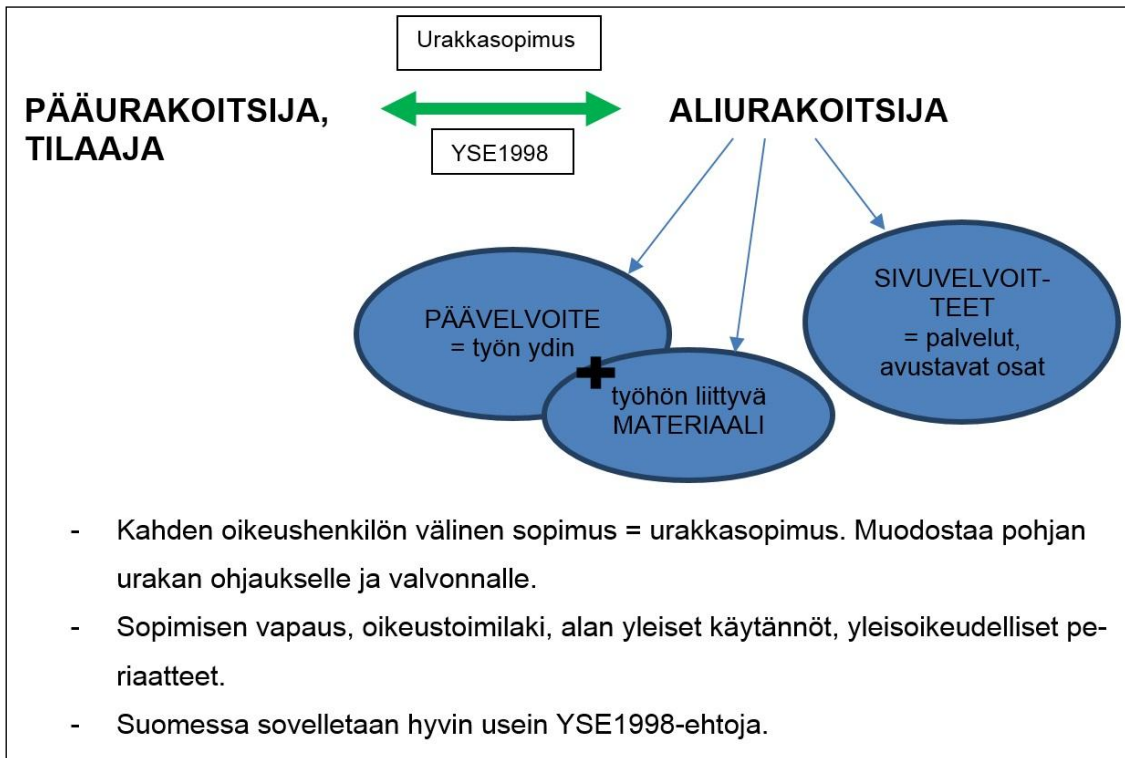 Urakkasopimus
PÄÄURAKOITSIJA,
TILAAJA
YSE1998
ALIURAKOITSIJA
PÄÄVELVOITE
= työn ydin
työhön liittyvä
MATERIAALI
SIVUVELVOIT-
TEET
= palvelut,
avustavat osat
- Kahden oikeushenkilön välinen sopimus = urakkasopimus. Muodostaa pohjan
urakan ohjaukselle ja valvonnalle.
- Sopimisen vapaus, oikeustoimilaki, alan yleiset käytännöt, yleisoikeudelliset pe-
riaatteet.
- Suomessa sovelletaan hyvin usein YSE1998-ehtoja.